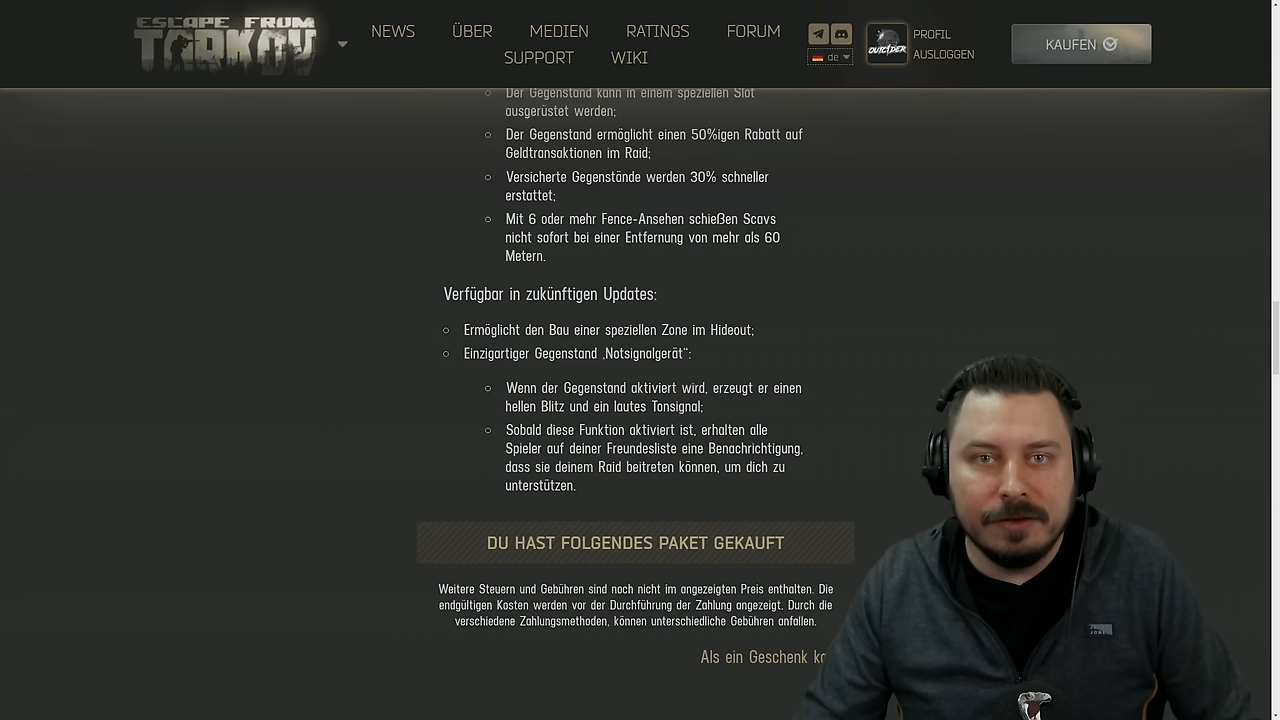 ESCAPE FROM
TARKOV
NEWS
ÜBER
MEDIEN
RATINGS
FORUM
SUPPORT
WIKI
de
OUTCIDER
PROFIL
AUSLOGGEN
KAUFEN
Der Gegenstand kann in einem speziellen Slot
ausgerüstet werden;
Der Gegenstand ermöglicht einen 50%igen Rabatt auf
Geldtransaktionen im Raid;
Versicherte Gegenstände werden 30% schneller
erstattet;
Mit 6 oder mehr Fence-Ansehen schießen Scavs
nicht sofort bei einer Entfernung von mehr als 60
Metern.
Verfügbar in zukünftigen Updates:
Ermöglicht den Bau einer speziellen Zone im Hideout;
Einzigartiger Gegenstand „Notsignalgerät“:
Wenn der Gegenstand aktiviert wird, erzeugt er einen
hellen Blitz und ein lautes Tonsignal;
Sobald diese Funktion aktiviert ist, erhalten alle
Spieler auf deiner Freundesliste eine Benachrichtigung,
dass sie deinem Raid beitreten können, um dich zu
unterstützen.
DU HAST FOLGENDES PAKET GEKAUFT
Weitere Steuern und Gebühren sind noch nicht im angezeigten Preis enthalten. Die
endgültigen Kosten werden vor der Durchführung der Zahlung angezeigt. Durch die
verschiedene Zahlungsmethoden, können unterschiedliche Gebühren anfallen.
Als ein Geschenk